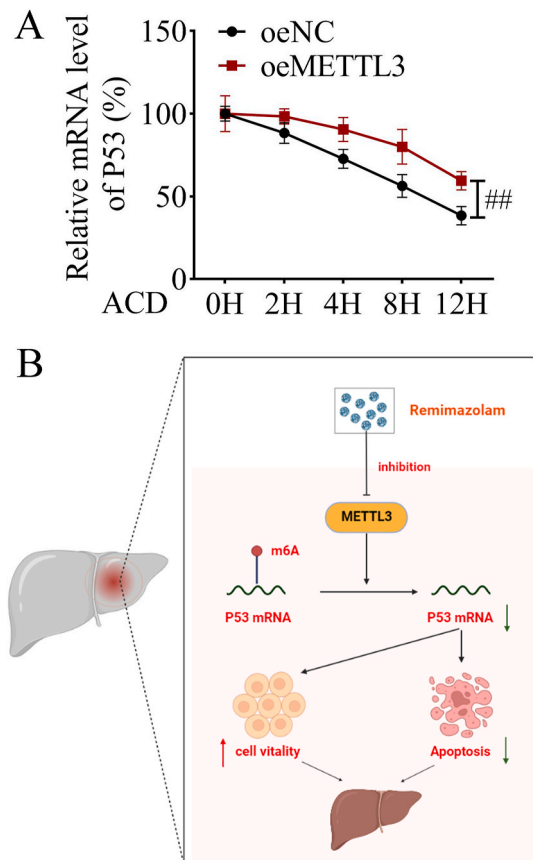 A
Relative mRNA level
of P53 (%)
150
100
50
0
oeNC
oeMETTL3
##
ACD 0H 2H 4H 8H 12H
B
Remimazolam
inhibition
METTL3
m6A
P53 mRNA
P53 mRNA
cell vitality
Apoptosis